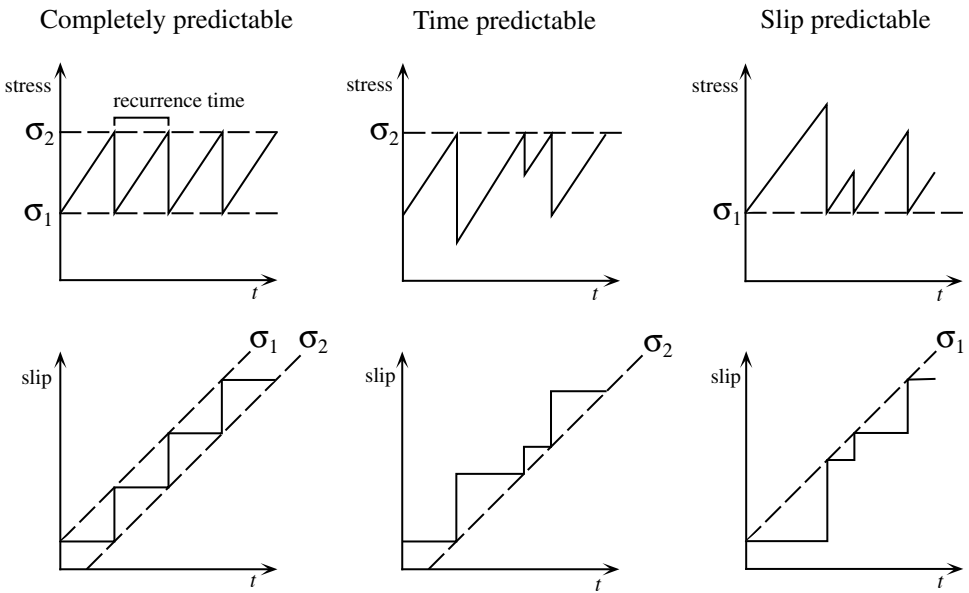 Completely predictable
Time predictable
Slip predictable
stress
recurrence time
σ2
σ1
t
stress
σ2
t
stress
σ1
t
σ1 σ2
slip
t
σ2
slip
t
σ1
slip
t